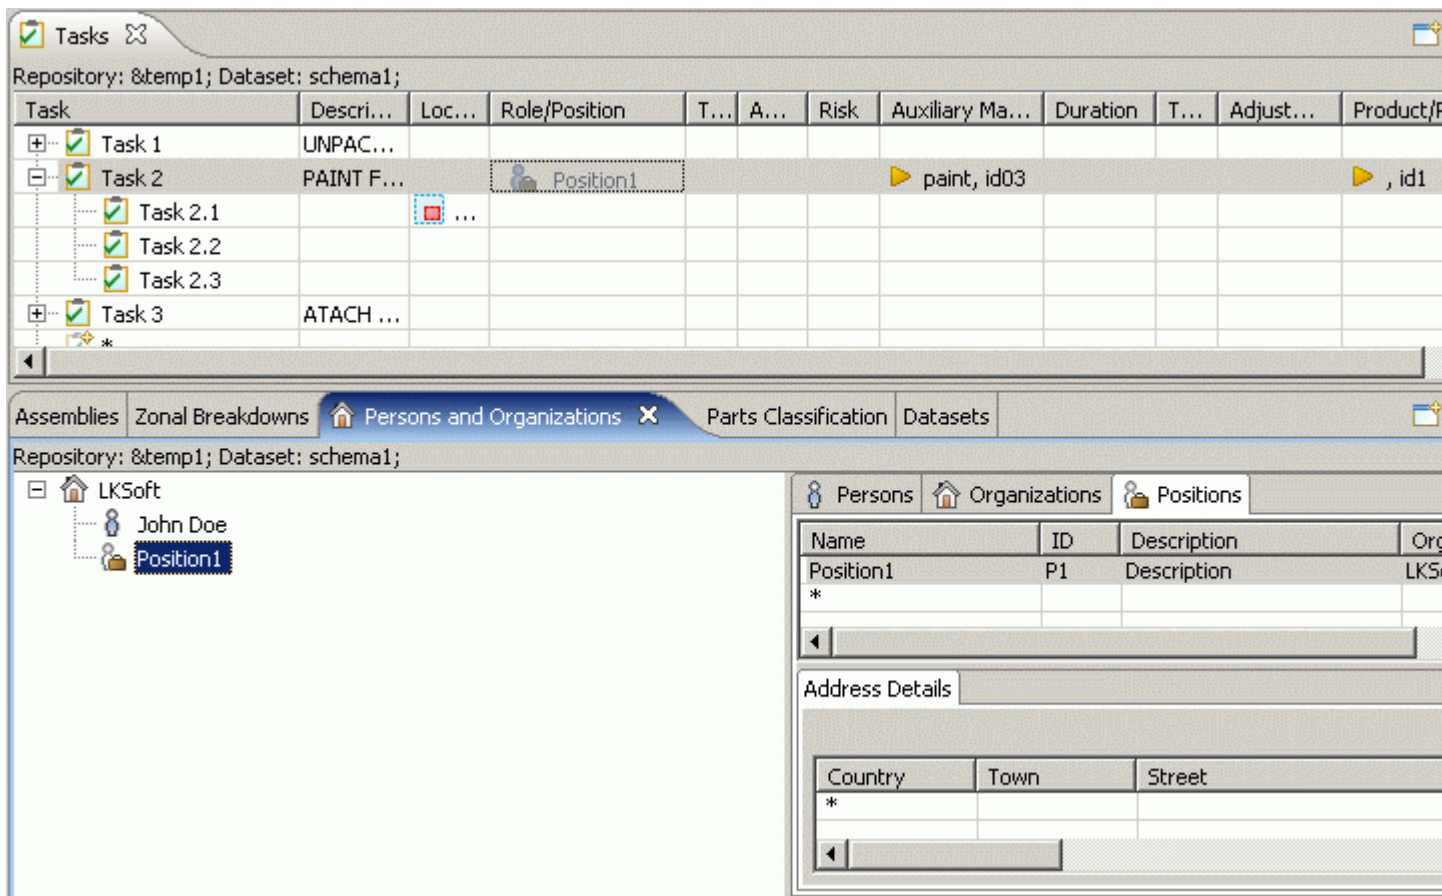 Tasks
Repository: &temp1; Dataset: schema1;
Task Descri... Loc... Role/Position T... A... Risk Auxiliary Ma... Duration T... Adjust... Product/P
Task 1 UNPAC...
Task 2 PAINT F... Position1 paint, id03 , id1
Task 2.1 ...
Task 2.2
Task 2.3
Task 3 ATACH ...
*
Assemblies Zonal Breakdowns Persons and Organizations Parts Classification Datasets
Repository: &temp1; Dataset: schema1;
LKSoft
John Doe
Position1
Persons Organizations Positions
Name ID Description Org
Position1 P1 Description LKSo
*
Address Details
Country Town Street
*